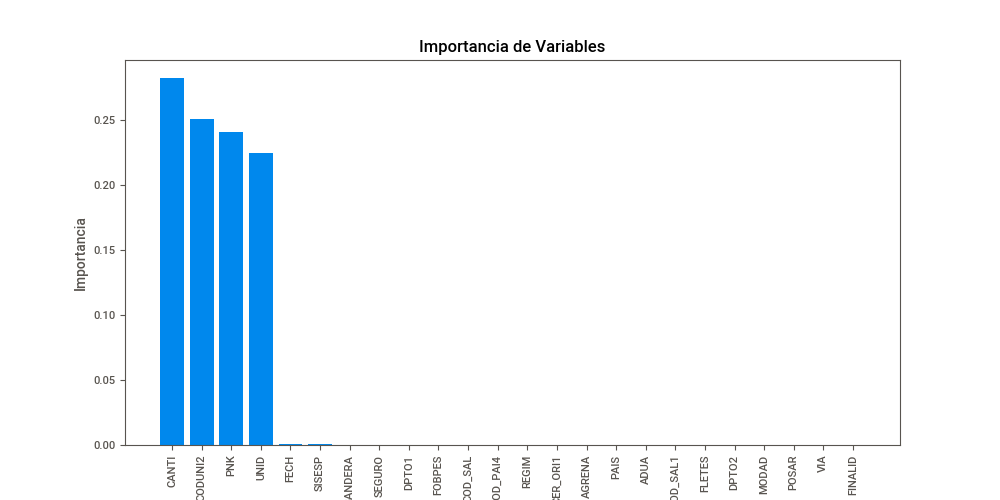 Importancia de Variables
Importancia
0.25
0.20
0.15
0.10
0.05
0.00
CANTI
CODUNI2
PNK
UNID
FECH
SISESP
ANDERA
SEGURO
DPTO1
FOBPES
COD_SAL
OD_PAI4
REGIM
ER_ORI1
AGRENA
PAIS
ADUA
OD_SAL1
FLETES
DPTO2
MODAD
POSAR
VIA
FINALID